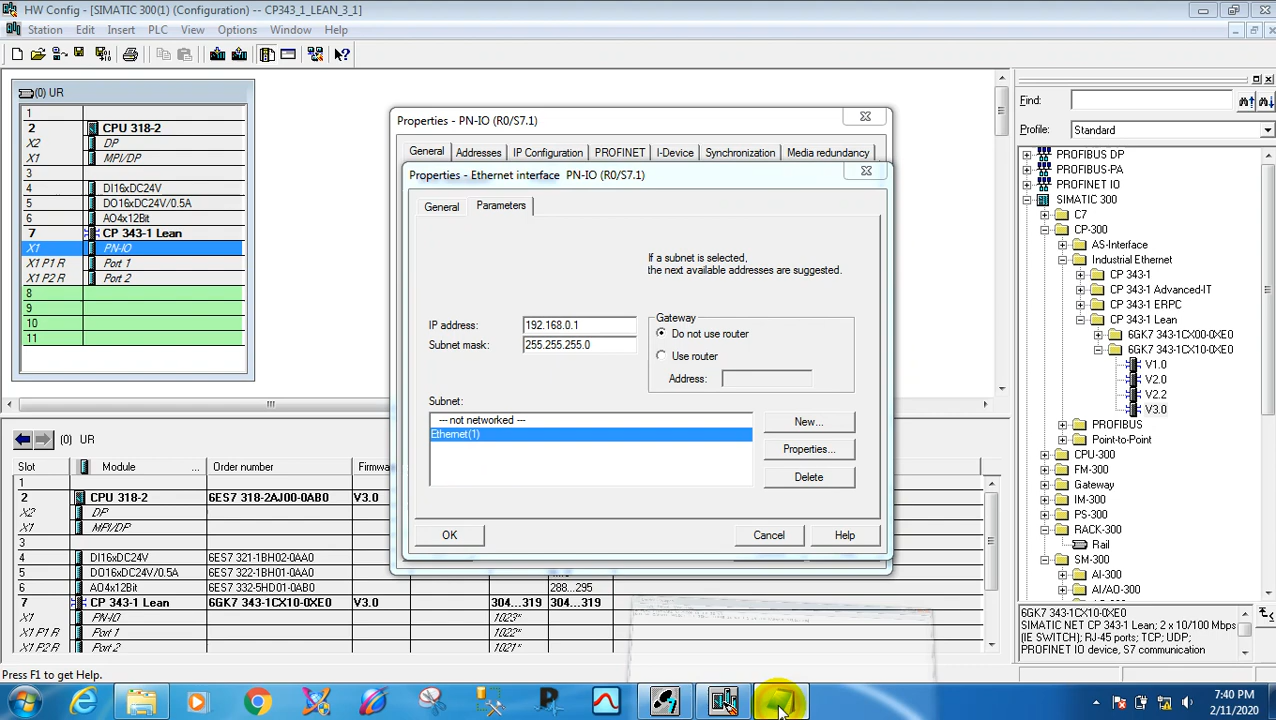 HW Config - [SIMATIC 300(1) (Configuration) -- CP343_1_LEAN_3_1]
Station Edit Insert PLC View Options Window Help
(0) UR
1
2 CPU 318-2
X2 DP
X1 MPI/DP
3
4 DI16xDC24V
5 DO16xDC24V/0.5A
6 AO4x12Bit
7 CP 343-1 Lean
X1 PN-IO
X1 P1 R Port 1
X1 P2 R Port 2
8
9
10
11
Properties - PN-IO (R0/S7.1)
General Addresses IP Configuration PROFINET I-Device Synchronization Media redundancy
Properties - Ethernet interface PN-IO (R0/S7.1)
General Parameters
If a subnet is selected,
the next available addresses are suggested.
IP address: 192.168.0.1
Subnet mask: 255.255.255.0
Gateway
Do not use router
Use router
Address:
Subnet:
--- not networked ---
Ethernet(1)
New...
Properties...
Delete
OK Cancel Help
Find:
Profile: Standard
PROFIBUS DP
PROFIBUS-PA
PROFINET IO
SIMATIC 300
C7
CP-300
AS-Interface
Industrial Ethernet
CP 343-1
CP 343-1 Advanced-IT
CP 343-1 ERPC
CP 343-1 Lean
6GK7 343-1CX00-0XE0
6GK7 343-1CX10-0XE0
V1.0
V2.0
V2.2
V3.0
PROFIBUS
Point-to-Point
CPU-300
FM-300
Gateway
IM-300
PS-300
RACK-300
Rail
SM-300
AI-300
AI/AO-300
6GK7 343-1CX10-0XE0
SIMATIC NET CP 343-1 Lean; 2 x 10/100 Mbps
(IE SWITCH); RJ-45 ports; TCP; UDP;
PROFINET IO device, S7 communication
(0) UR
Slot Module ... Order number Firmw
1
2 CPU 318-2 6ES7 318-2AJ00-0AB0 V3.0
X2 DP
X1 MPI/DP
3
4 DI16xDC24V 6ES7 321-1BH02-0AA0
5 DO16xDC24V/0.5A 6ES7 322-1BH01-0AA0
6 AO4x12Bit 6ES7 332-5HD01-0AB0 288...295
7 CP 343-1 Lean 6GK7 343-1CX10-0XE0 V3.0 304...319 304...319
X1 PN-IO 1023*
X1 P1 R Port 1 1022*
X1 P2 R Port 2 1021*
Press F1 to get Help.
7:40 PM
2/11/2020